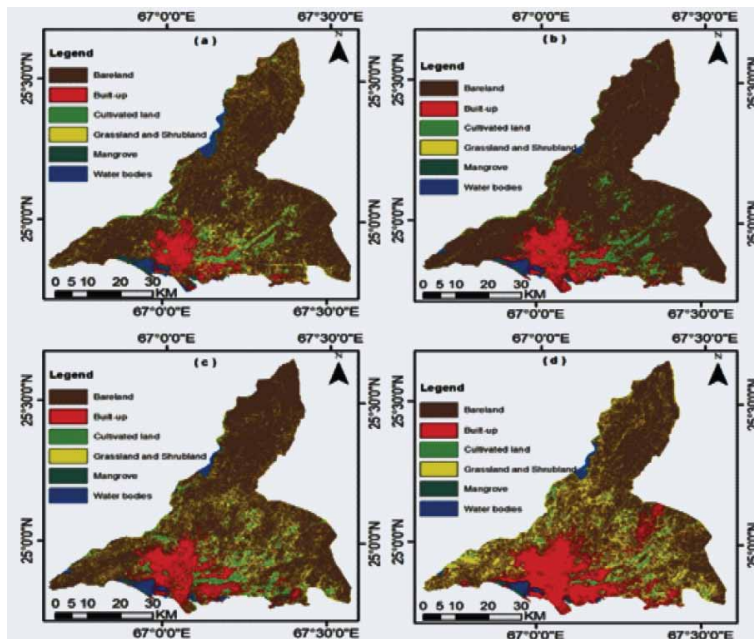 67°0'0"E 67°30'0"E
(a)
N
Legend
Bareland
Built-up
Cultivated land
Grassland and Shrubland
Mangrove
Water bodies
25°30'0"N
25°0'0"N
0 5 10 20 30
KM
67°0'0"E 67°30'0"E
67°0'0"E 67°30'0"E
(b)
N
Legend
Bareland
Built-up
Cultivated land
Grassland and Shrubland
Mangrove
Water bodies
25°30'0"N
25°0'0"N
0 5 10 20 30
KM
67°0'0"E 67°30'0"E
67°0'0"E 67°30'0"E
(c)
N
Legend
Bareland
Built-up
Cultivated land
Grassland and Shrubland
Mangrove
Water bodies
25°30'0"N
25°0'0"N
0 5 10 20 30
KM
67°0'0"E 67°30'0"E
67°0'0"E 67°30'0"E
(d)
N
Legend
Bareland
Built-up
Cultivated land
Grassland and Shrubland
Mangrove
Water bodies
25°30'0"N
25°0'0"N
0 5 10 20 30
KM
67°0'0"E 67°30'0"E